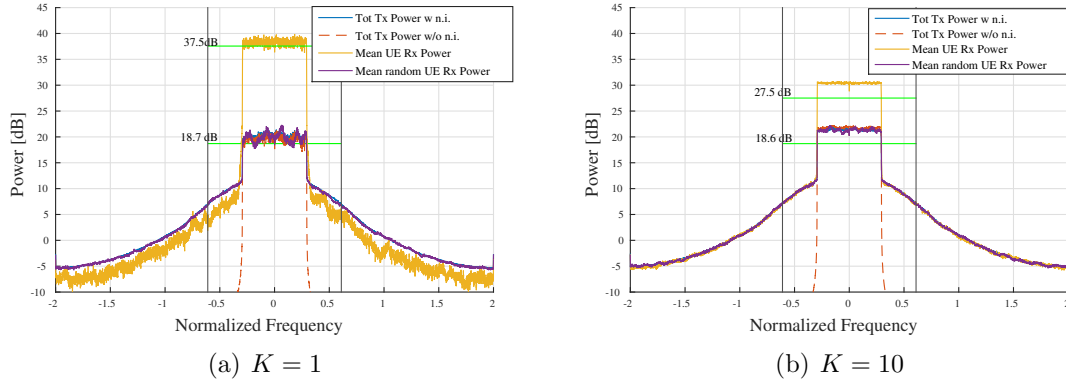 45
40
35
30
25
20
15
10
5
0
-5
-10
Power [dB]
37.5dB
18.7 dB
Tot Tx Power w n.i.
Tot Tx Power w/o n.i.
Mean UE Rx Power
Mean random UE Rx Power
-2 -1.5 -1 -0.5 0 0.5 1 1.5 2
Normalized Frequency
(a) K = 1
45
40
35
30
25
20
15
10
5
0
-5
-10
Power [dB]
27.5 dB
18.6 dB
Tot Tx Power w n.i.
Tot Tx Power w/o n.i.
Mean UE Rx Power
Mean random UE Rx Power
-2 -1.5 -1 -0.5 0 0.5 1 1.5 2
Normalized Frequency
(b) K = 10